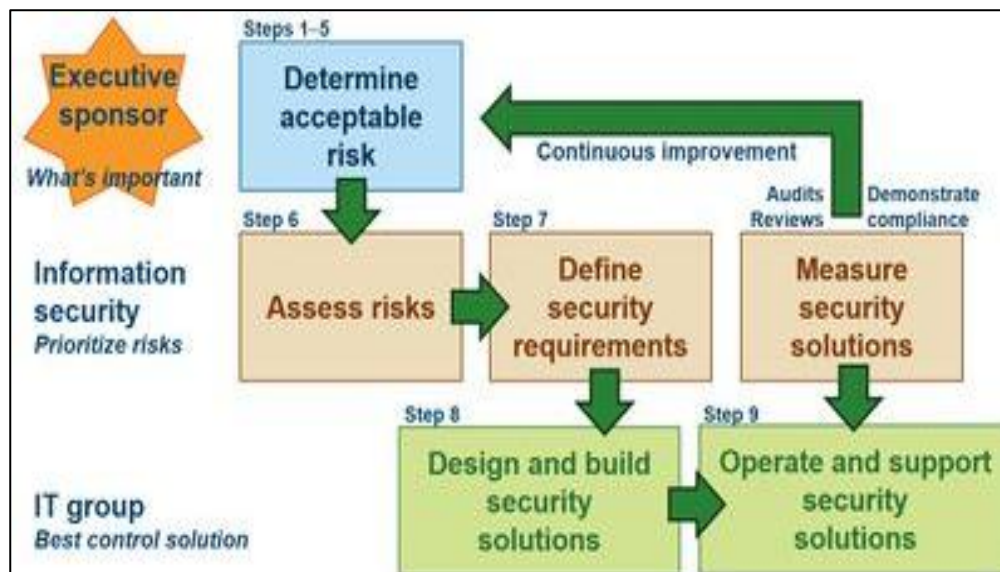 Executive
sponsor
What's important
Steps 1–5
Determine
acceptable
risk
Continuous improvement
Audits
Reviews
Demonstrate
compliance
Information
security
Prioritize risks
Step 6
Assess risks
Step 7
Define
security
requirements
Measure
security
solutions
IT group
Best control solution
Step 8
Design and build
security
solutions
Step 9
Operate and support
security
solutions